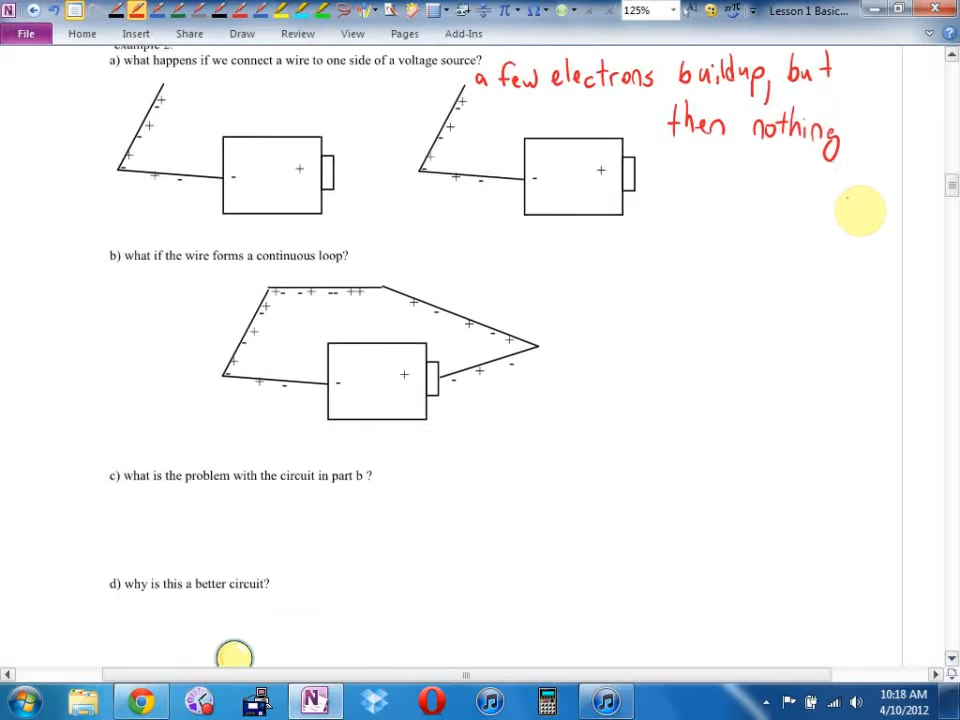 125%
Lesson 1 Basic...
File Home Insert Share Draw Review View Pages Add-Ins
example 2:
a) what happens if we connect a wire to one side of a voltage source?
a few electrons buildup, but
then nothing
- +
- +
b) what if the wire forms a continuous loop?
- +
c) what is the problem with the circuit in part b ?
d) why is this a better circuit?
10:18 AM
4/10/2012